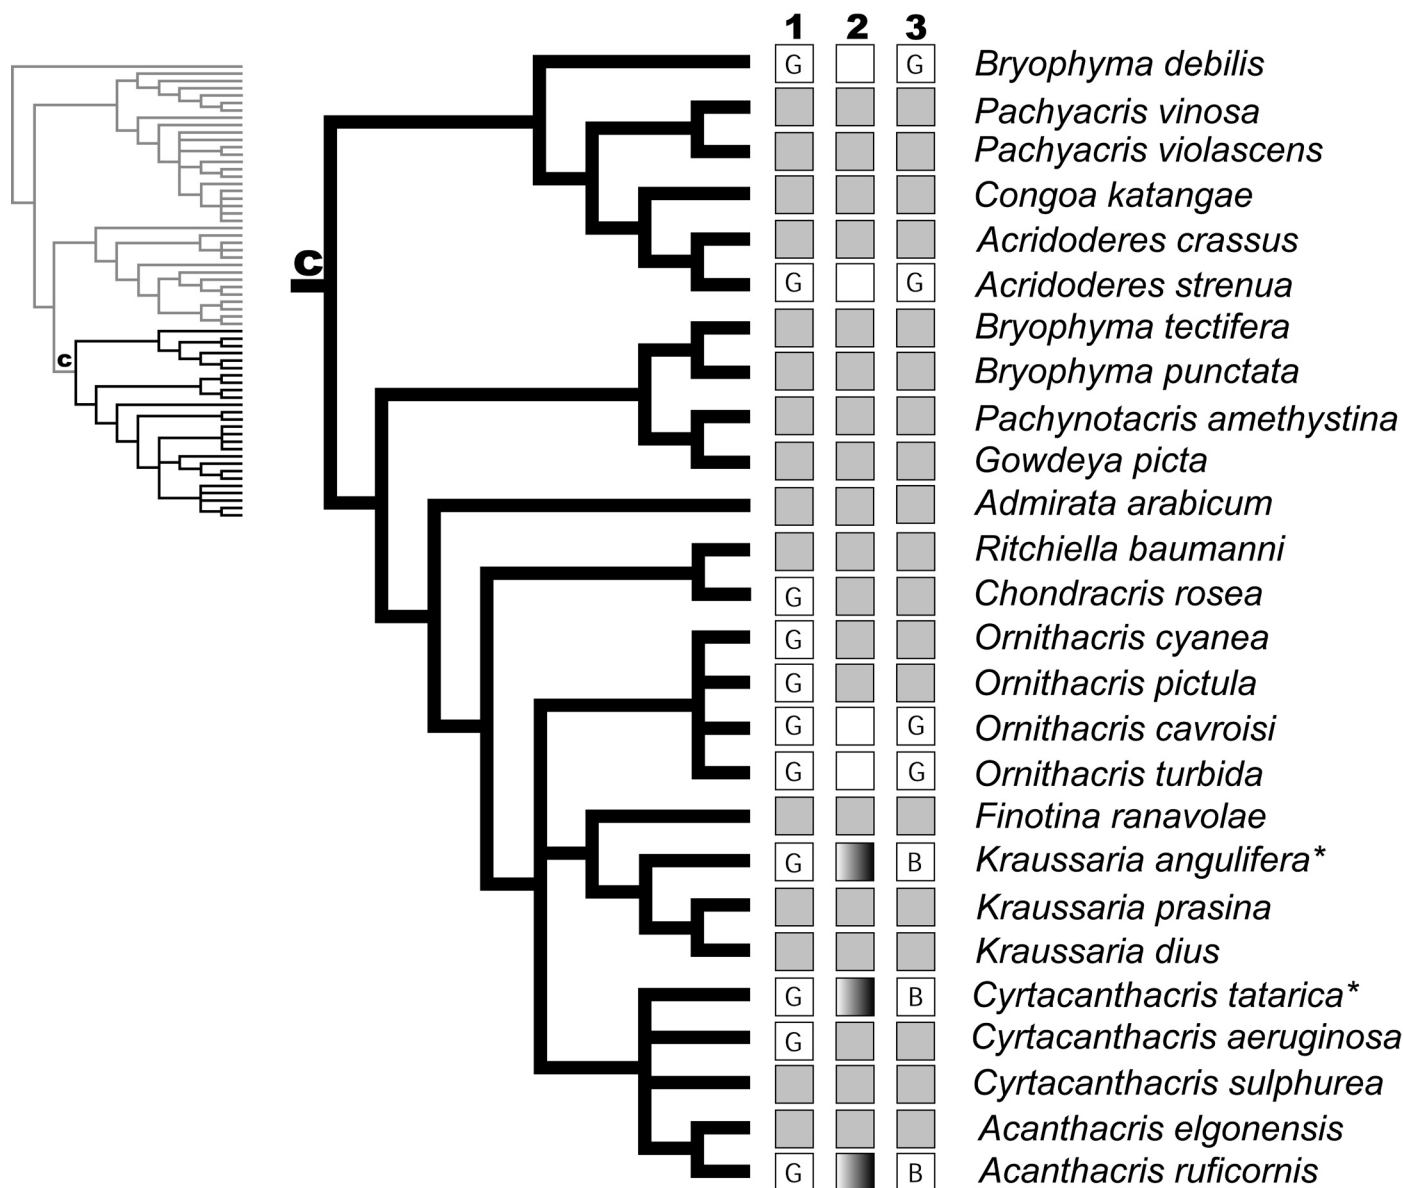 1 2 3
G G Bryophyma debilis
Pachyacris vinosa
Pachyacris violascens
Congoa katangae
Acridoderes crassus
C
G G Acridoderes strenua
Bryophyma tectifera
Bryophyma punctata
c
Pachynotacris amethystina
Gowdeya picta
Admirata arabicum
Ritchiella baumanni
G Chondracris rosea
G Ornithacris cyanea
G Ornithacris pictula
G G Ornithacris cavroisi
G G Ornithacris turbida
Finotina ranavolae
G B Kraussaria angulifera*
Kraussaria prasina
Kraussaria dius
G B Cyrtacanthacris tatarica*
G Cyrtacanthacris aeruginosa
Cyrtacanthacris sulphurea
Acanthacris elgonensis
G B Acanthacris ruficornis